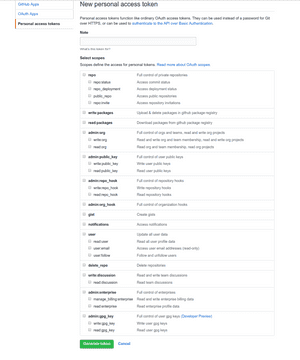 GitHub Apps
OAuth Apps
Personal access tokens
New personal access token
Personal access tokens function like ordinary OAuth access tokens. They can be used instead of a password for Git
over HTTPS, or can be used to authenticate to the API over Basic Authentication.
Note
What's this token for?
Select scopes
Scopes define the access for personal tokens. Read more about OAuth scopes.
repo Full control of private repositories
repo:status Access commit status
repo_deployment Access deployment status
public_repo Access public repositories
repo:invite Access repository invitations
write:packages Upload & delete packages in github package registry
read:packages Download packages from github package registry
admin:org Full control of orgs and teams, read and write org projects
write:org Read and write org and team membership, read and write org projects
read:org Read org and team membership, read org projects
admin:public_key Full control of user public keys
write:public_key Write user public keys
read:public_key Read user public keys
admin:repo_hook Full control of repository hooks
write:repo_hook Write repository hooks
read:repo_hook Read repository hooks
admin:org_hook Full control of organization hooks
gist Create gists
notifications Access notifications
user Update all user data
read:user Read all user profile data
user:email Access user email addresses (read-only)
user:follow Follow and unfollow users
delete_repo Delete repositories
write:discussion Read and write team discussions
read:discussion Read team discussions
admin:enterprise Full control of enterprises
manage_billing:enterprise Read and write enterprise billing data
read:enterprise Read enterprise profile data
admin:gpg_key Full control of user gpg keys (Developer Preview)
write:gpg_key Write user gpg keys
read:gpg_key Read user gpg keys
Generate token Cancel